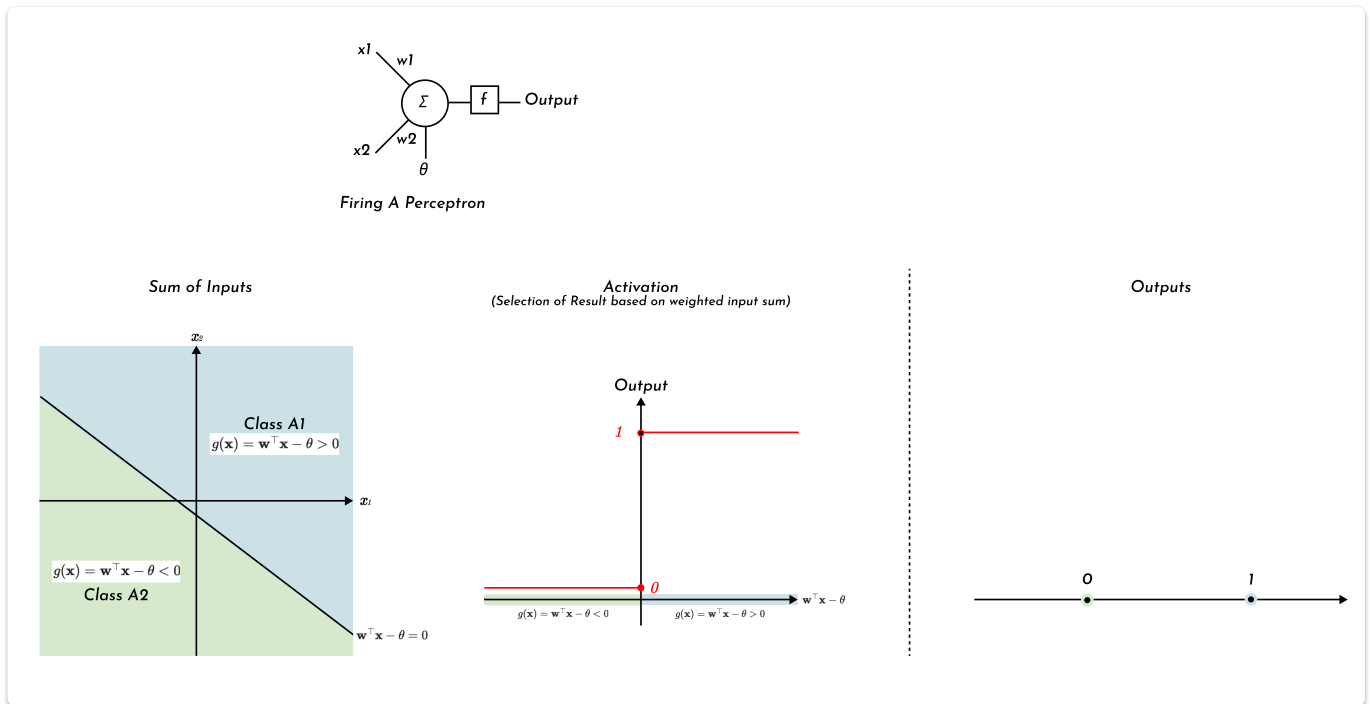 x1
w1
Σ
f
Output
w2
x2
θ
Firing A Perceptron
Sum of Inputs
Activation
(Selection of Result based on weighted input sum)
Outputs
x₂
Class A1
g(𝐱) = 𝐰⊤𝐱 − θ > 0
x₁
g(𝐱) = 𝐰⊤𝐱 − θ < 0
Class A2
𝐰⊤𝐱 − θ = 0
Output
1
0
𝐰⊤𝐱 − θ
g(𝐱) = 𝐰⊤𝐱 − θ < 0
g(𝐱) = 𝐰⊤𝐱 − θ > 0
0
1